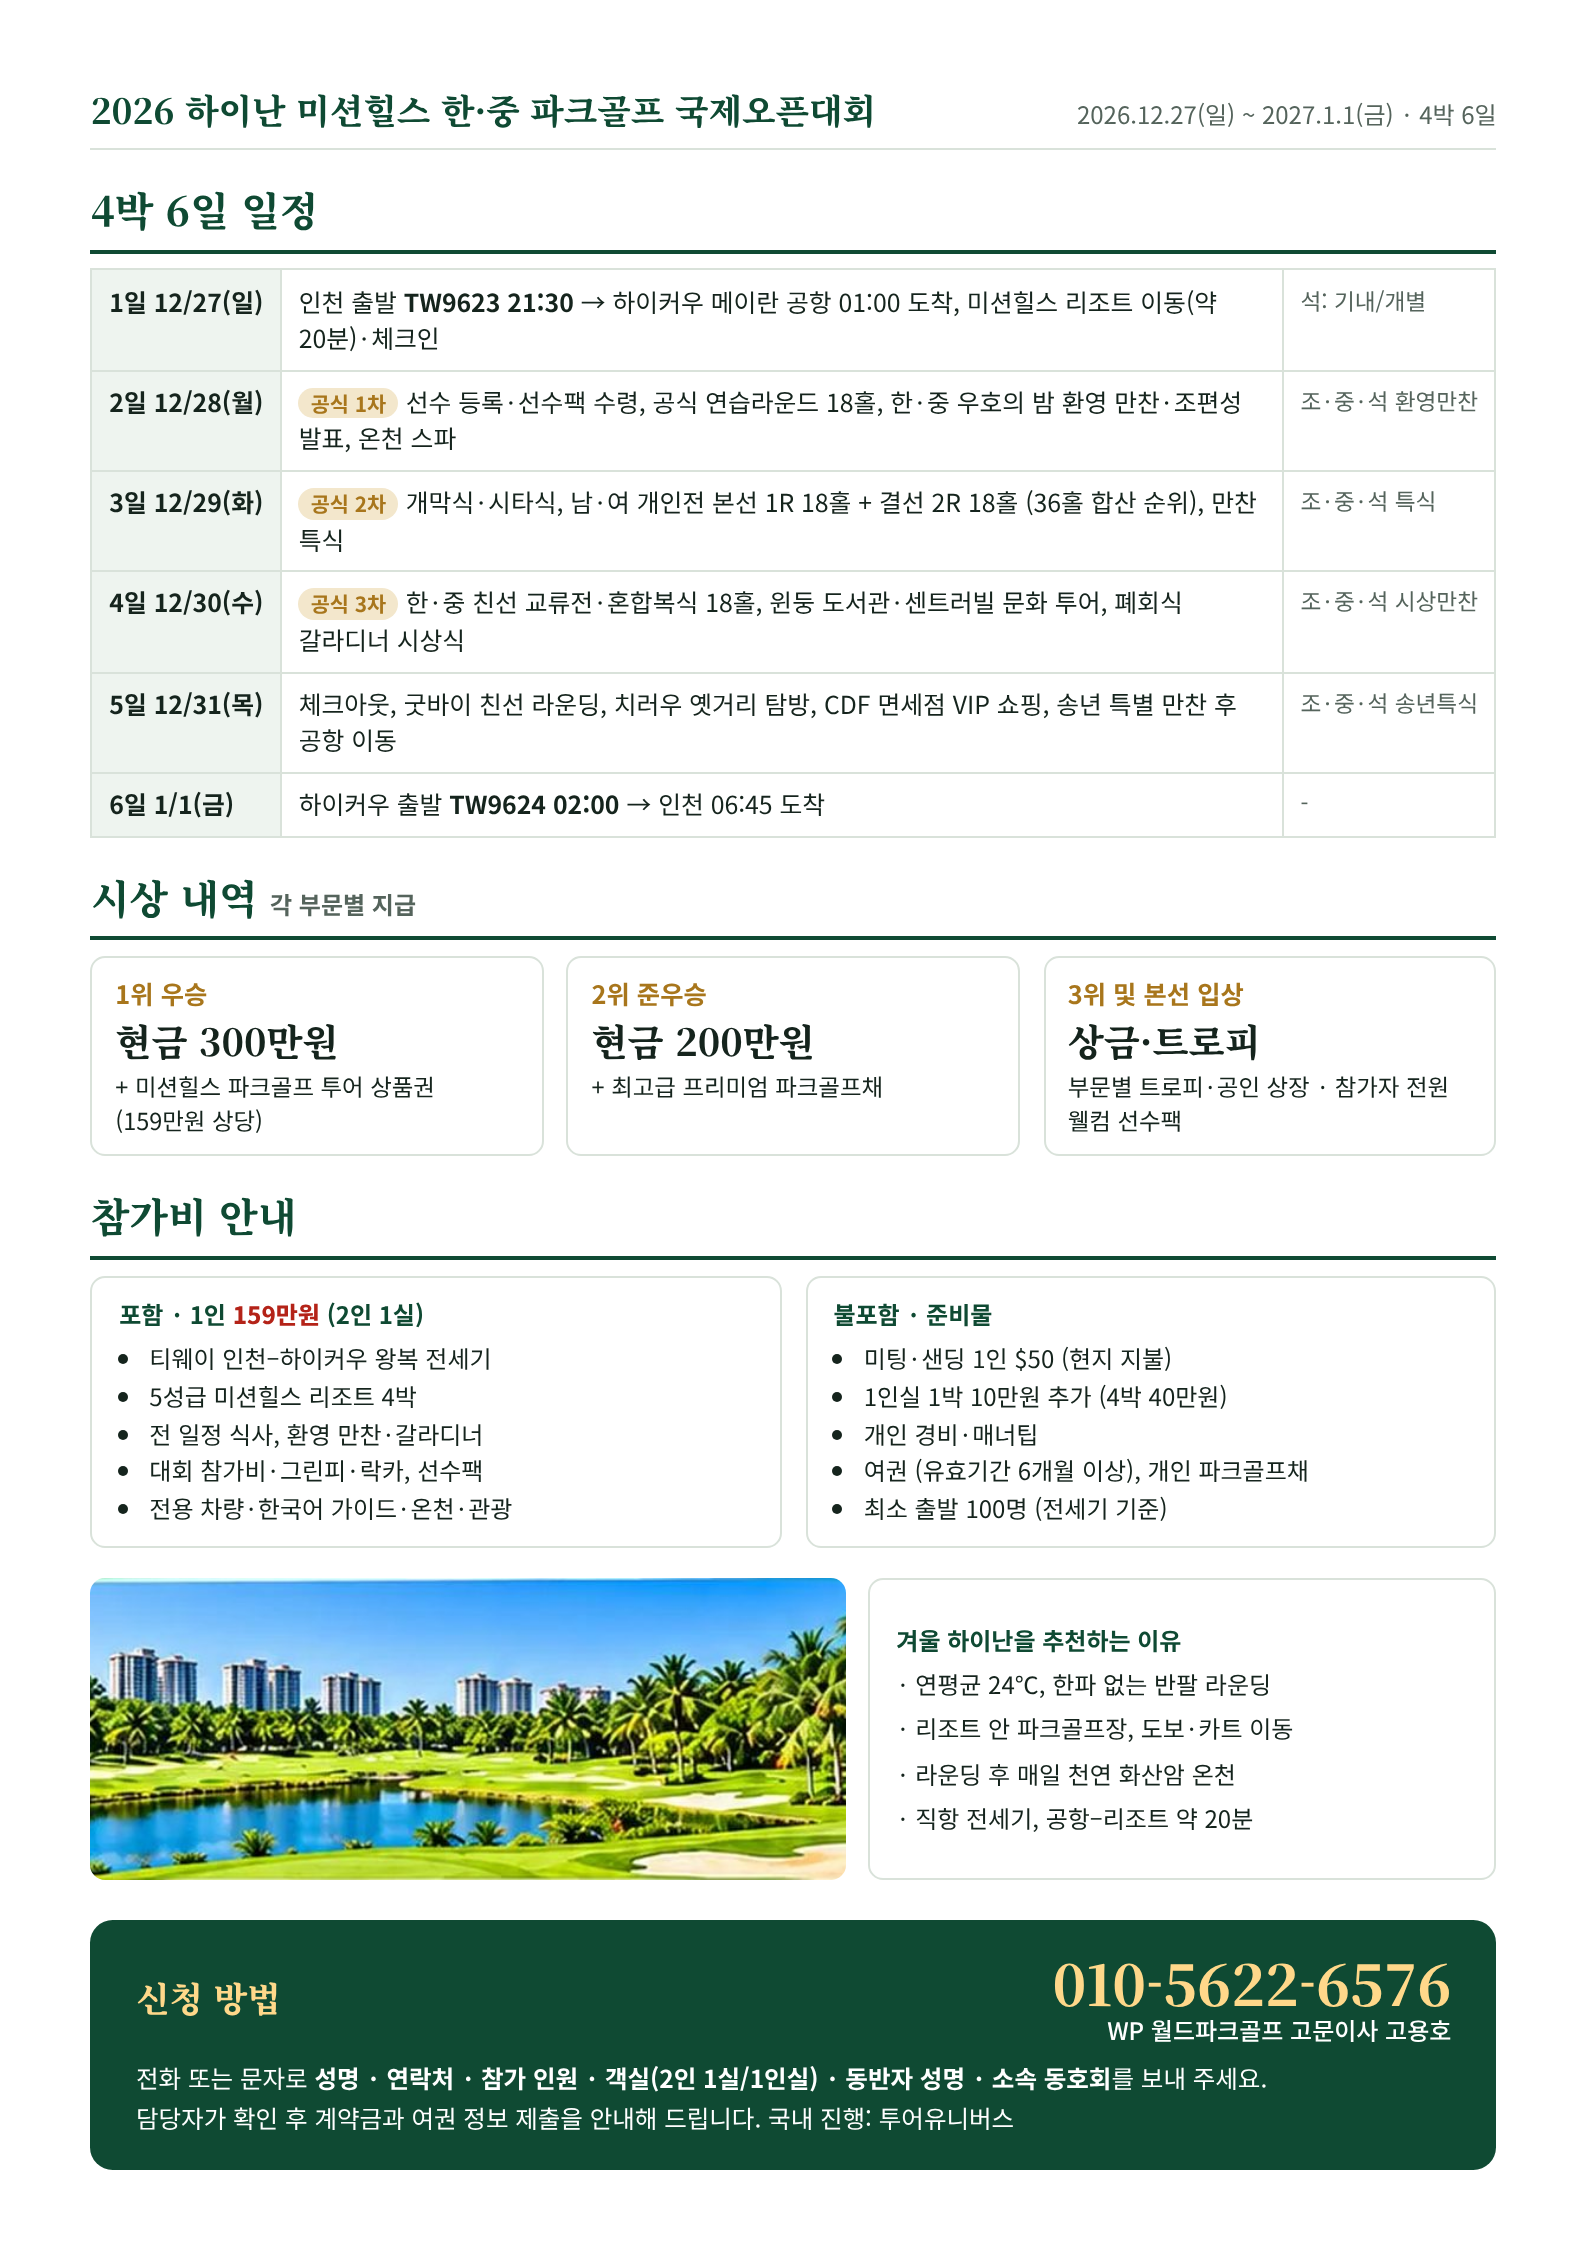 2026 하이난 미션힐스 한·중 파크골프 국제오픈대회
2026.12.27(일) ~ 2027.1.1(금) · 4박 6일
4박 6일 일정
1일 12/27(일)
인천 출발 TW9623 21:30 → 하이커우 메이란 공항 01:00 도착, 미션힐스 리조트 이동(약
20분)·체크인
석: 기내/개별
2일 12/28(월)
공식 1차 선수 등록·선수팩 수령, 공식 연습라운드 18홀, 한·중 우호의 밤 환영 만찬·조편성
발표, 온천 스파
조·중·석 환영만찬
3일 12/29(화)
공식 2차 개막식·시타식, 남·여 개인전 본선 1R 18홀 + 결선 2R 18홀 (36홀 합산 순위), 만찬
특식
조·중·석 특식
4일 12/30(수)
공식 3차 한·중 친선 교류전·혼합복식 18홀, 윈둥 도서관·센트러빌 문화 투어, 폐회식
갈라디너 시상식
조·중·석 시상만찬
5일 12/31(목)
체크아웃, 굿바이 친선 라운딩, 치러우 옛거리 탐방, CDF 면세점 VIP 쇼핑, 송년 특별 만찬 후
공항 이동
조·중·석 송년특식
6일 1/1(금)
하이커우 출발 TW9624 02:00 → 인천 06:45 도착
-
시상 내역 각 부문별 지급
1위 우승
현금 300만원
+ 미션힐스 파크골프 투어 상품권
(159만원 상당)
2위 준우승
현금 200만원
+ 최고급 프리미엄 파크골프채
3위 및 본선 입상
상금·트로피
부문별 트로피·공인 상장 · 참가자 전원
웰컴 선수팩
참가비 안내
포함 · 1인 159만원 (2인 1실)
● 티웨이 인천–하이커우 왕복 전세기
● 5성급 미션힐스 리조트 4박
● 전 일정 식사, 환영 만찬·갈라디너
● 대회 참가비·그린피·락카, 선수팩
● 전용 차량·한국어 가이드·온천·관광
불포함 · 준비물
● 미팅·샌딩 1인 $50 (현지 지불)
● 1인실 1박 10만원 추가 (4박 40만원)
● 개인 경비·매너팁
● 여권 (유효기간 6개월 이상), 개인 파크골프채
● 최소 출발 100명 (전세기 기준)
겨울 하이난을 추천하는 이유
· 연평균 24℃, 한파 없는 반팔 라운딩
· 리조트 안 파크골프장, 도보·카트 이동
· 라운딩 후 매일 천연 화산암 온천
· 직항 전세기, 공항–리조트 약 20분
신청 방법
010-5622-6576
WP 월드파크골프 고문이사 고용호
전화 또는 문자로 성명 · 연락처 · 참가 인원 · 객실(2인 1실/1인실) · 동반자 성명 · 소속 동호회를 보내 주세요.
담당자가 확인 후 계약금과 여권 정보 제출을 안내해 드립니다. 국내 진행: 투어유니버스